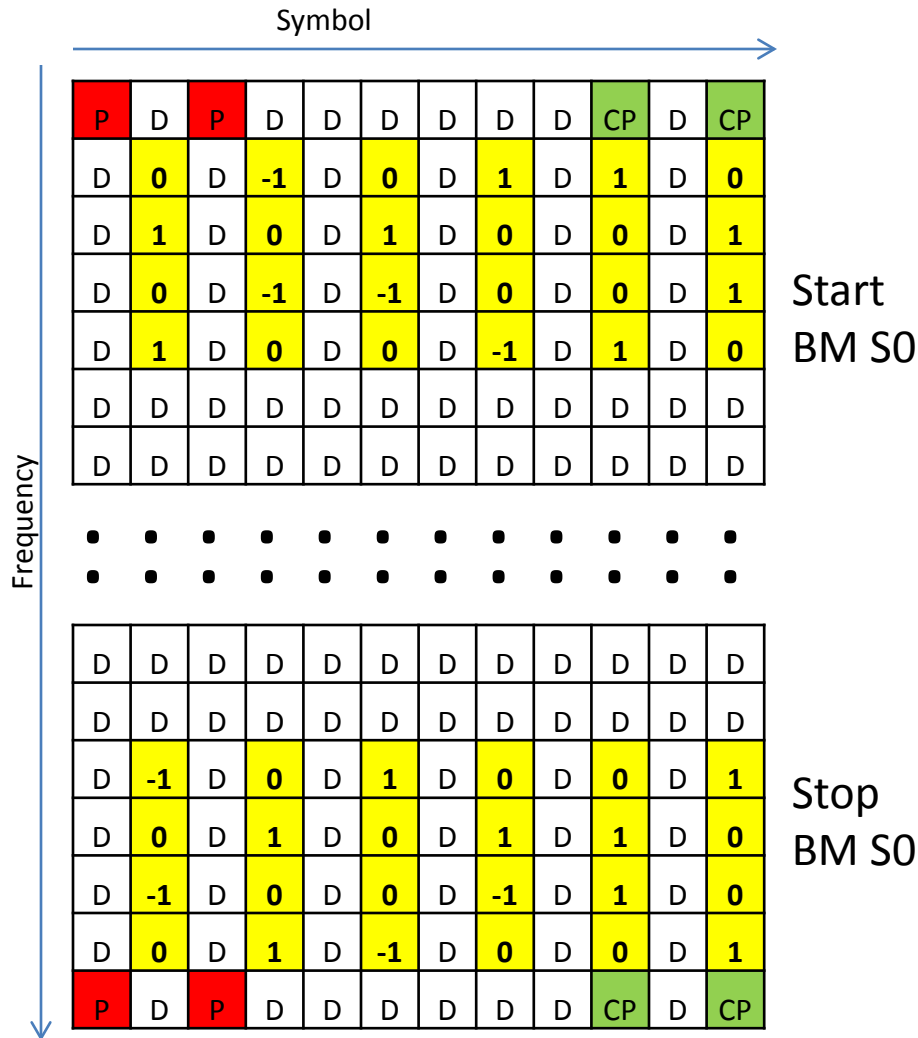 Symbol
Frequency
P D P D D D D D D CP D CP
D 0 D -1 D 0 D 1 D 1 D 0
D 1 D 0 D 1 D 0 D 0 D 1
D 0 D -1 D -1 D 0 D 0 D 1
D 1 D 0 D 0 D -1 D 1 D 0
D D D D D D D D D D D D
D D D D D D D D D D D D
Start
BM S0
D D D D D D D D D D D D
D D D D D D D D D D D D
D -1 D 0 D 1 D 0 D 0 D 1
D 0 D 1 D 0 D 1 D 1 D 0
D -1 D 0 D 0 D -1 D 1 D 0
D 0 D 1 D -1 D 0 D 0 D 1
P D P D D D D D D CP D CP
Stop
BM S0